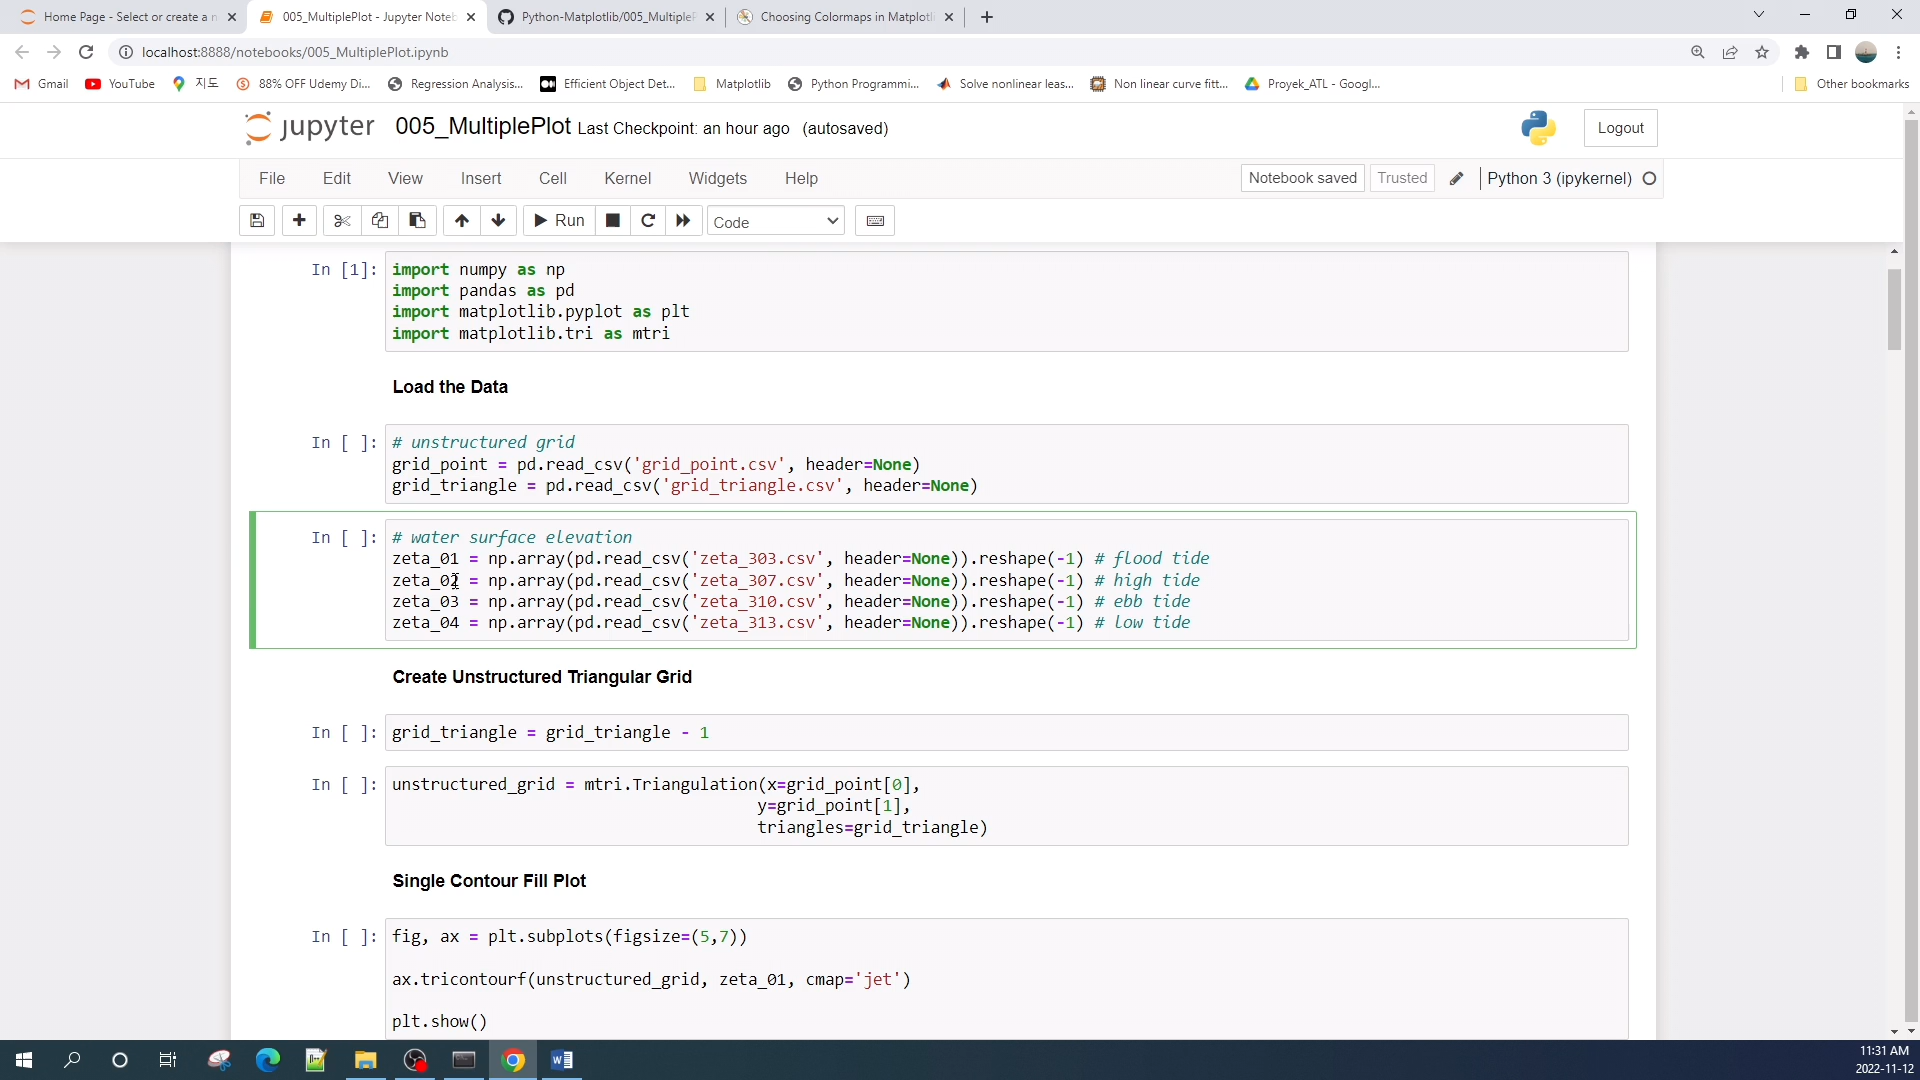 Home Page - Select or create a n
005_MultiplePlot - Jupyter Noteb
Python-Matplotlib/005_MultipleP
Choosing Colormaps in Matplotli
localhost:8888/notebooks/005_MultiplePlot.ipynb
Gmail
YouTube
지도
88% OFF Udemy Di...
Regression Analysis...
Efficient Object Det...
Matplotlib
Python Programmi...
Solve nonlinear leas...
Non linear curve fitt...
Proyek_ATL - Googl...
Other bookmarks
jupyter 005_MultiplePlot Last Checkpoint: an hour ago (autosaved)
Logout
File Edit View Insert Cell Kernel Widgets Help
Notebook saved Trusted Python 3 (ipykernel)
Run Code
In [1]: import numpy as np
import pandas as pd
import matplotlib.pyplot as plt
import matplotlib.tri as mtri
Load the Data
In [ ]: # unstructured grid
grid_point = pd.read_csv('grid_point.csv', header=None)
grid_triangle = pd.read_csv('grid_triangle.csv', header=None)
In [ ]: # water surface elevation
zeta_01 = np.array(pd.read_csv('zeta_303.csv', header=None)).reshape(-1) # flood tide
zeta_02 = np.array(pd.read_csv('zeta_307.csv', header=None)).reshape(-1) # high tide
zeta_03 = np.array(pd.read_csv('zeta_310.csv', header=None)).reshape(-1) # ebb tide
zeta_04 = np.array(pd.read_csv('zeta_313.csv', header=None)).reshape(-1) # low tide
Create Unstructured Triangular Grid
In [ ]: grid_triangle = grid_triangle - 1
In [ ]: unstructured_grid = mtri.Triangulation(x=grid_point[0],
y=grid_point[1],
triangles=grid_triangle)
Single Contour Fill Plot
In [ ]: fig, ax = plt.subplots(figsize=(5,7))
ax.tricontourf(unstructured_grid, zeta_01, cmap='jet')
plt.show()
11:31 AM
2022-11-12